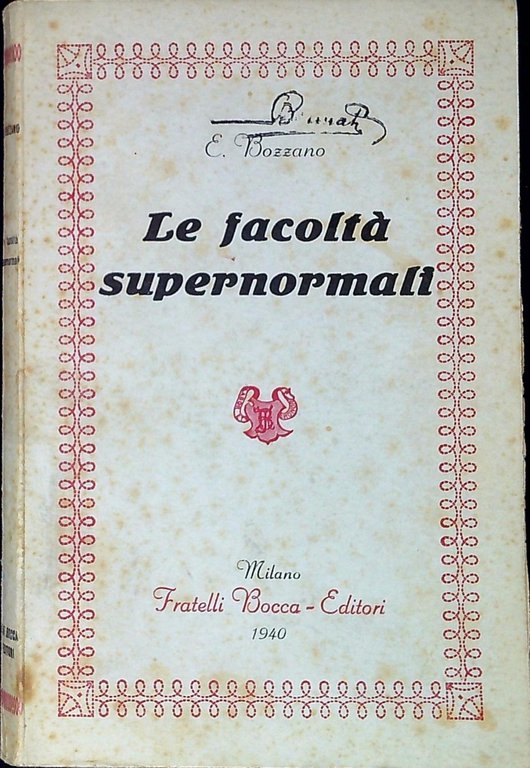 E. Bozzano
Le facoltà
supernormali
Milano
Fratelli Bocca - Editori
1940